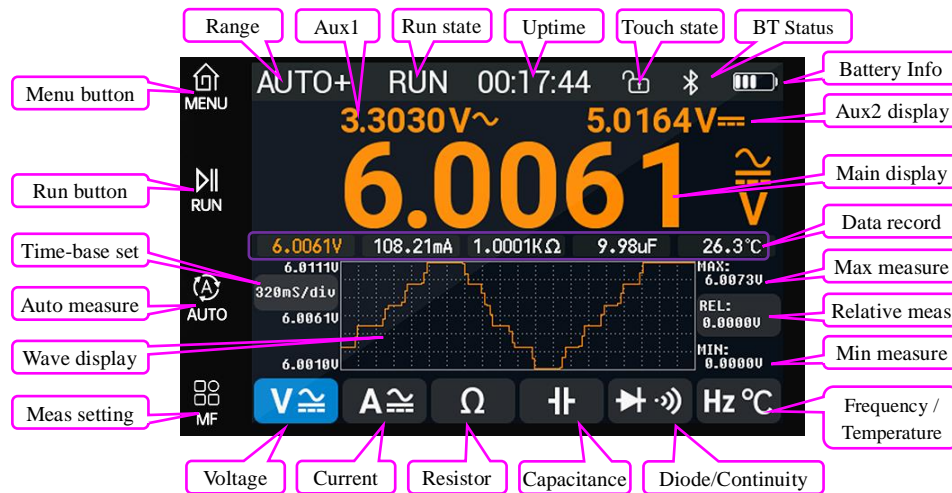 Range
Aux1
Run state
Uptime
Touch state
BT Status
Menu button
Battery Info
MENU
AUTO+
RUN
00:17:44
Aux2 display
3.3030V~
5.0164V⎓
Run button
RUN
6.0061
V
Main display
Data record
6.0061V
108.21mA
1.0001KΩ
9.98uF
26.3℃
Time-base set
6.0111V
MAX:
6.0073V
Max measure
320mS/div
Auto measure
AUTO
6.0061V
REL:
0.0000V
Relative meas
Wave display
6.0010V
MIN:
0.0000V
Min measure
Meas setting
MF
V
A
Ω
Hz ℃
Frequency /
Temperature
Voltage
Current
Resistor
Capacitance
Diode/Continuity